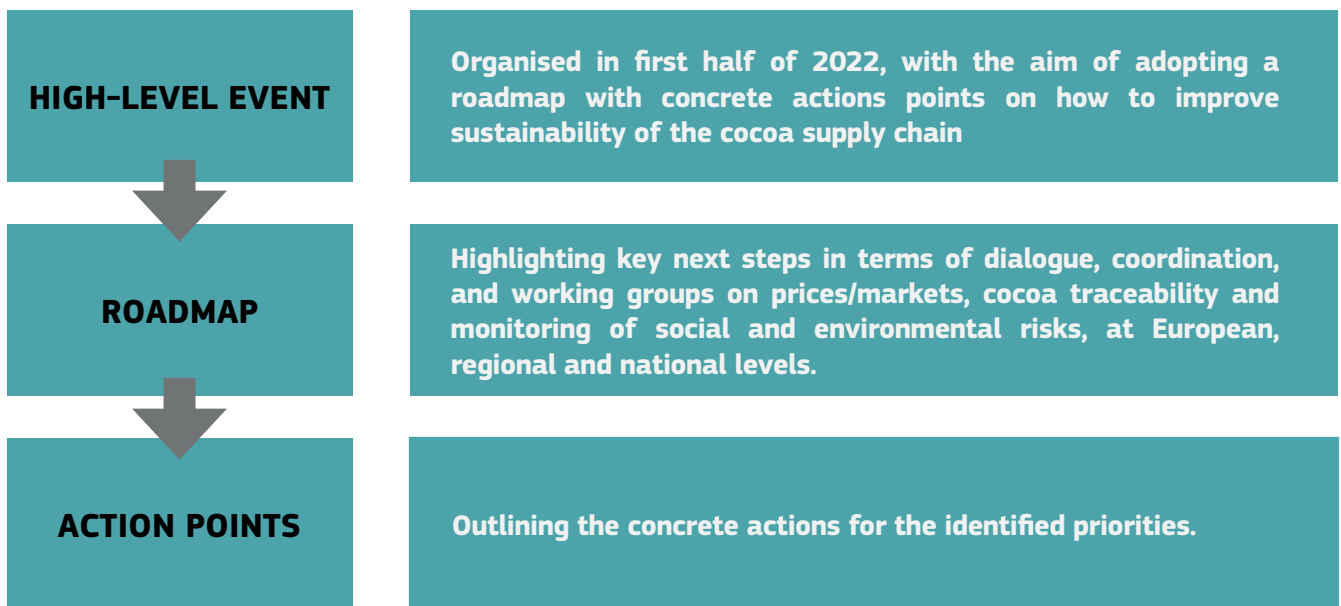 HIGH-LEVEL EVENT
Organised in first half of 2022, with the aim of adopting a
roadmap with concrete actions points on how to improve
sustainability of the cocoa supply chain
ROADMAP
Highlighting key next steps in terms of dialogue, coordination,
and working groups on prices/markets, cocoa traceability and
monitoring of social and environmental risks, at European,
regional and national levels.
ACTION POINTS
Outlining the concrete actions for the identified priorities.